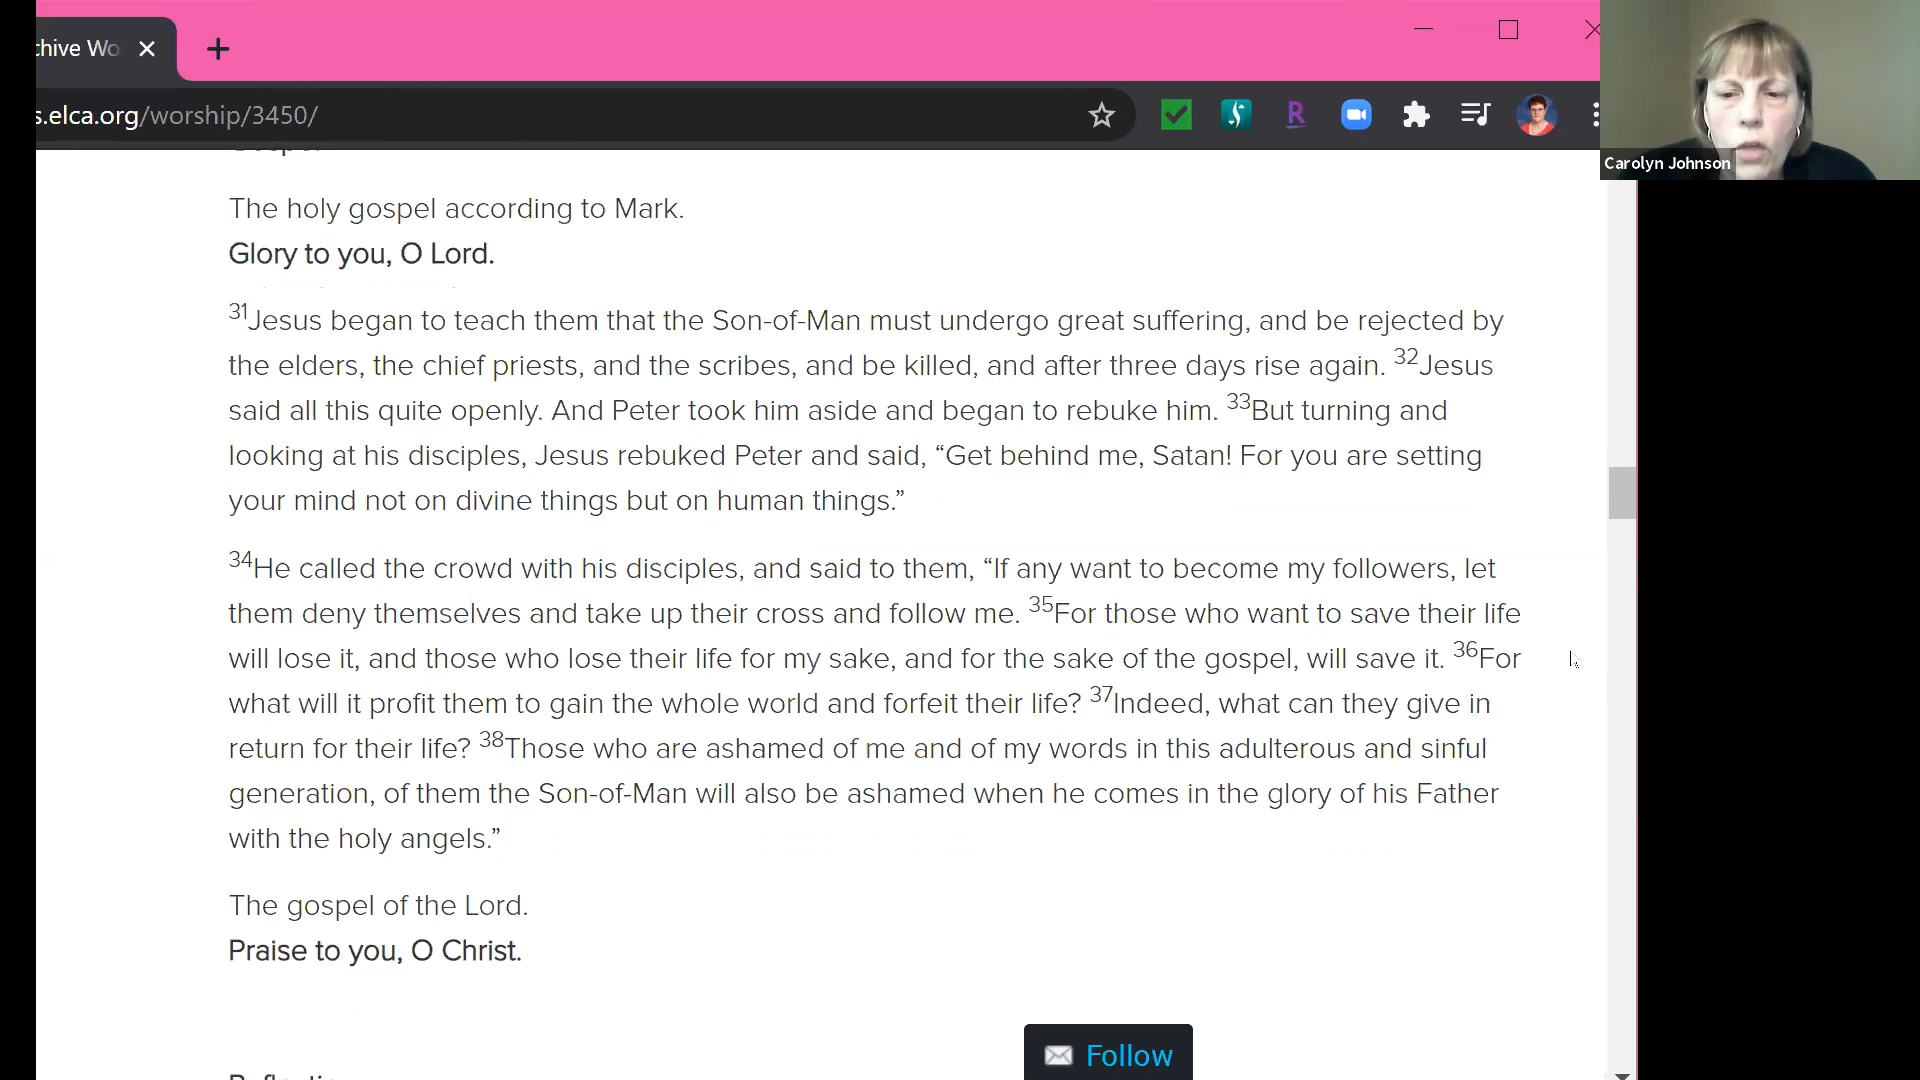 chive Wo
s.elca.org/worship/3450/
R
Carolyn Johnson
The holy gospel according to Mark.
Glory to you, O Lord.
31Jesus began to teach them that the Son-of-Man must undergo great suffering, and be rejected by
the elders, the chief priests, and the scribes, and be killed, and after three days rise again. 32Jesus
said all this quite openly. And Peter took him aside and began to rebuke him. 33But turning and
looking at his disciples, Jesus rebuked Peter and said, “Get behind me, Satan! For you are setting
your mind not on divine things but on human things.”
34He called the crowd with his disciples, and said to them, “If any want to become my followers, let
them deny themselves and take up their cross and follow me. 35For those who want to save their life
will lose it, and those who lose their life for my sake, and for the sake of the gospel, will save it. 36For
what will it profit them to gain the whole world and forfeit their life? 37Indeed, what can they give in
return for their life? 38Those who are ashamed of me and of my words in this adulterous and sinful
generation, of them the Son-of-Man will also be ashamed when he comes in the glory of his Father
with the holy angels.”
The gospel of the Lord.
Praise to you, O Christ.
Follow